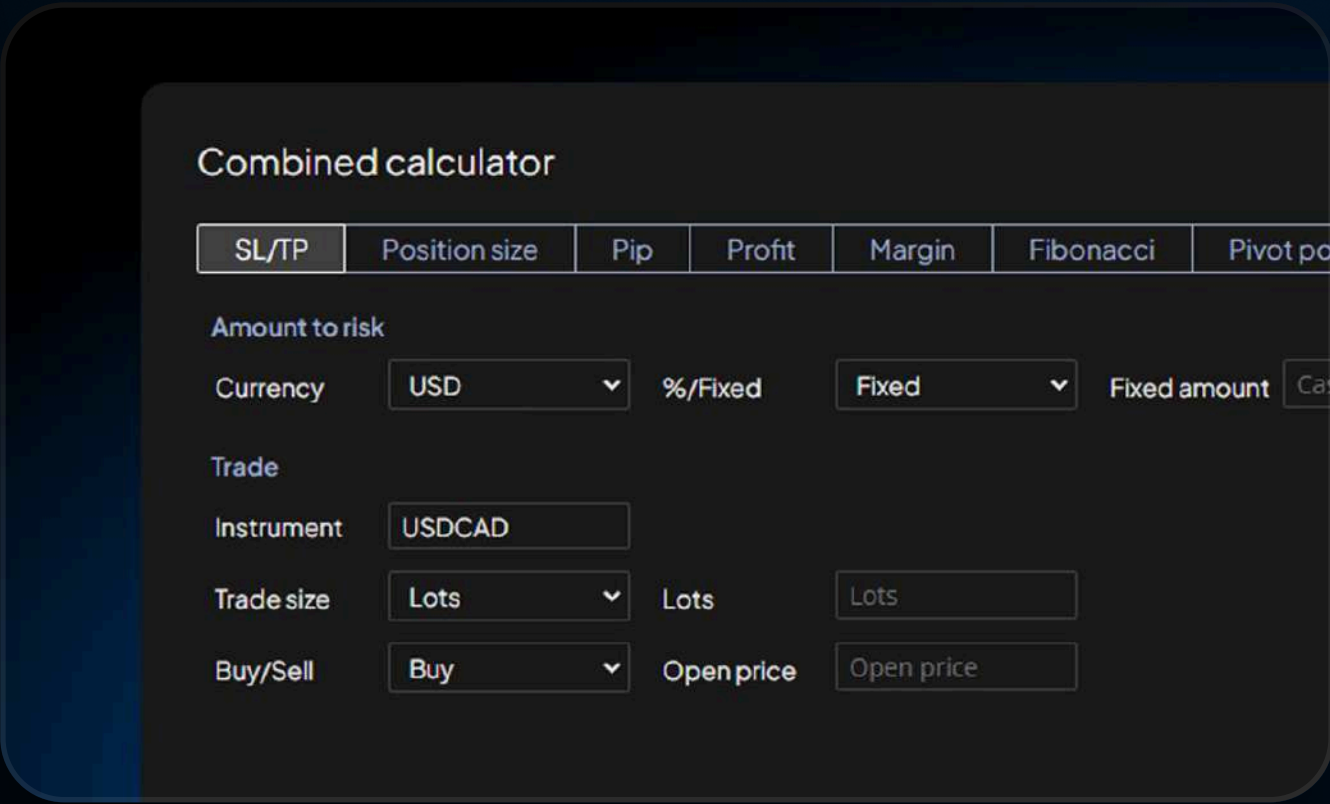 Combined calculator
SL/TP Position size Pip Profit Margin Fibonacci Pivot
Amount to risk
Currency USD %/Fixed Fixed Fixed amount
Trade
Instrument USDCAD
Trade size Lots Lots Lots
Buy/Sell Buy Open price Open price